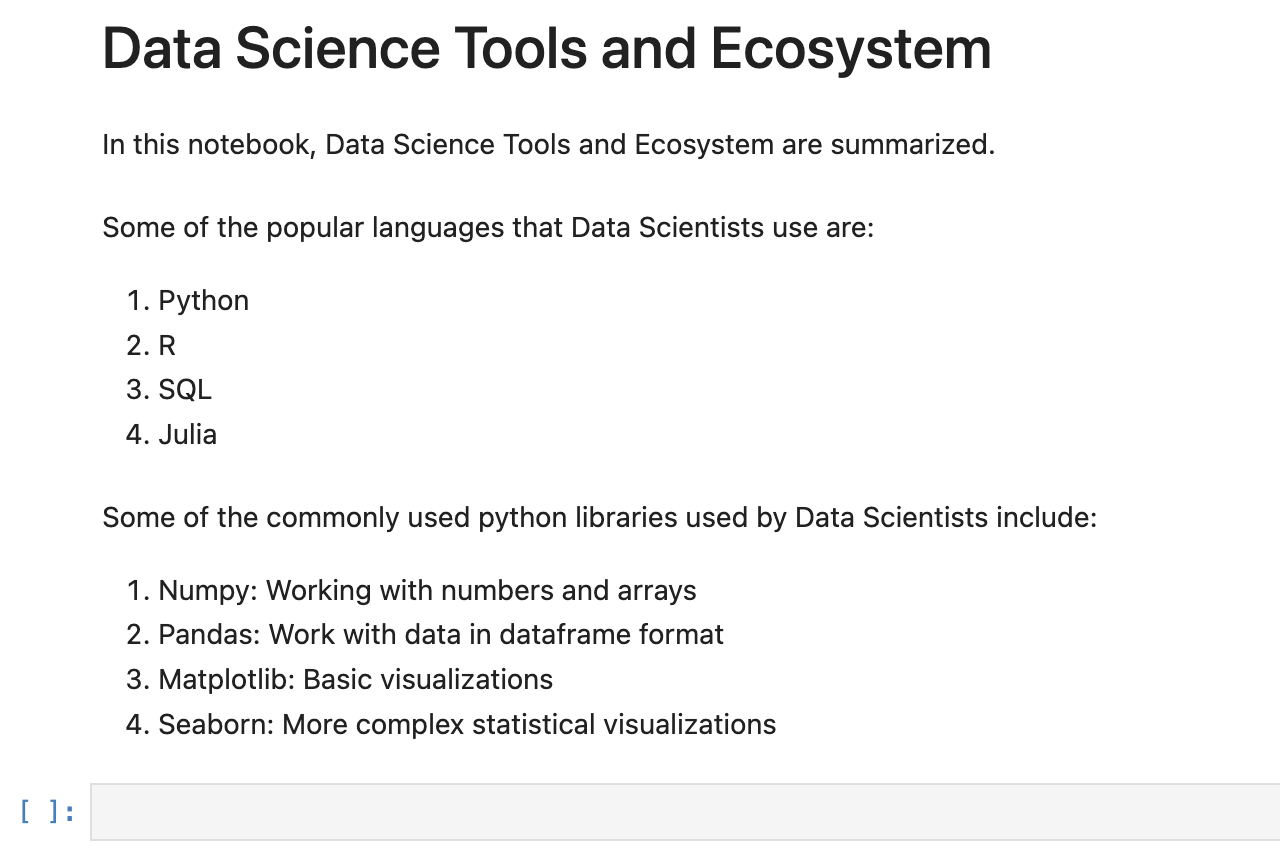 Data Science Tools and Ecosystem
In this notebook, Data Science Tools and Ecosystem are summarized.
Some of the popular languages that Data Scientists use are:
1. Python
2. R
3. SQL
4. Julia
Some of the commonly used python libraries used by Data Scientists include:
1. Numpy: Working with numbers and arrays
2. Pandas: Work with data in dataframe format
3. Matplotlib: Basic visualizations
4. Seaborn: More complex statistical visualizations
[ ]: